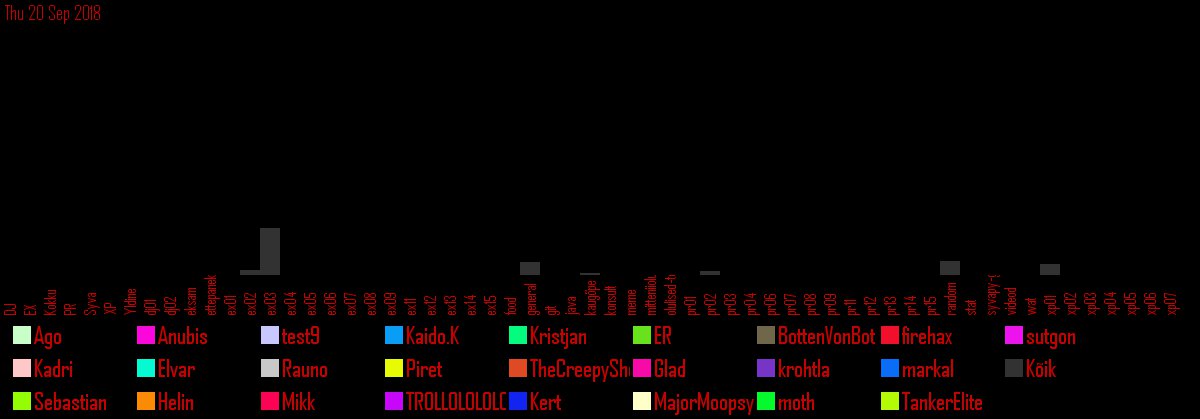 Thu 20 Sep 2018
DJ EX Kokku PR Syva XP Yldine dj01 dj02 eksam ettepanek ex01 ex02 ex03 ex04 ex05 ex06 ex07 ex08 ex09 ex11 ex12 ex13 ex14 ex15 food general git java kaugõpe konsult meme pr01 pr02 pr03 pr04 pr06 pr07 pr08 pr09 pr11 pr12 pr13 pr14 pr15 random stat videod wat xp01 xp02 xp03 xp04 xp05 xp06 xp07
Ago Anubis test9 Kaido.K Kristjan ER BottenVonBot firehax sutgon
Kadri Elvar Rauno Piret TheCreepySh Glad krohtla markal Kõik
Sebastian Helin Mikk TROLLOLOLOLO Kert MajorMoopsy moth TankerElite